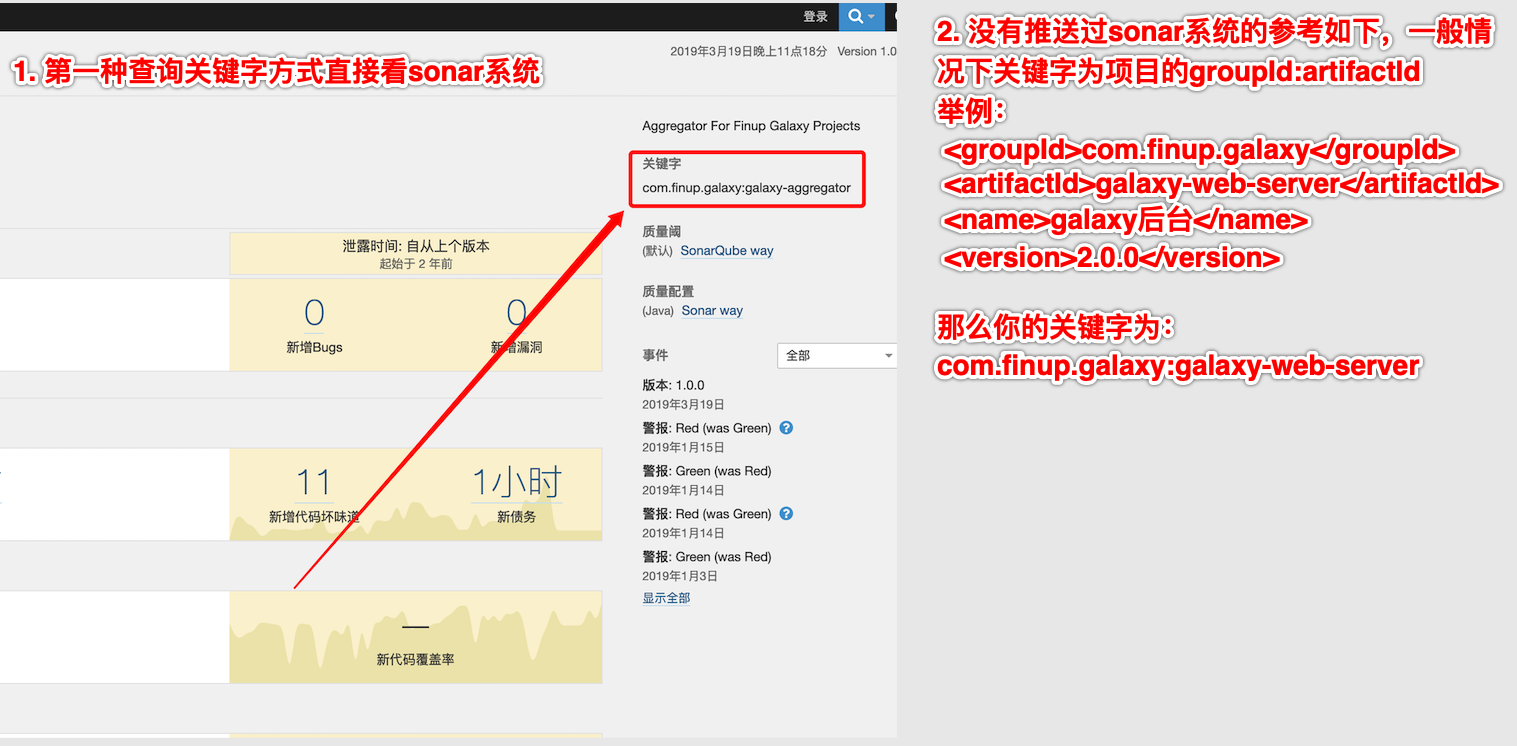 登录
2019年3月19日晚上11点18分 Version 1.0
1. 第一种查询关键字方式直接看sonar系统
Aggregator For Finup Galaxy Projects
关键字
com.finup.galaxy:galaxy-aggregator
质量阈
(默认) SonarQube way
质量配置
(Java) Sonar way
事件
全部
版本: 1.0.0
2019年3月19日
警报: Red (was Green)
2019年1月15日
警报: Green (was Red)
2019年1月14日
警报: Red (was Green)
2019年1月14日
警报: Green (was Red)
2019年1月3日
显示全部
泄露时间: 自从上个版本
起始于 2 年前
0
新增Bugs
0
新增漏洞
11
新增代码坏味道
1小时
新债务
—
新代码覆盖率
2. 没有推送过sonar系统的参考如下，一般情
况下关键字为项目的groupId:artifactId
举例：
<groupId>com.finup.galaxy</groupId>
<artifactId>galaxy-web-server</artifactId>
<name>galaxy后台</name>
<version>2.0.0</version>
那么你的关键字为：
com.finup.galaxy:galaxy-web-server